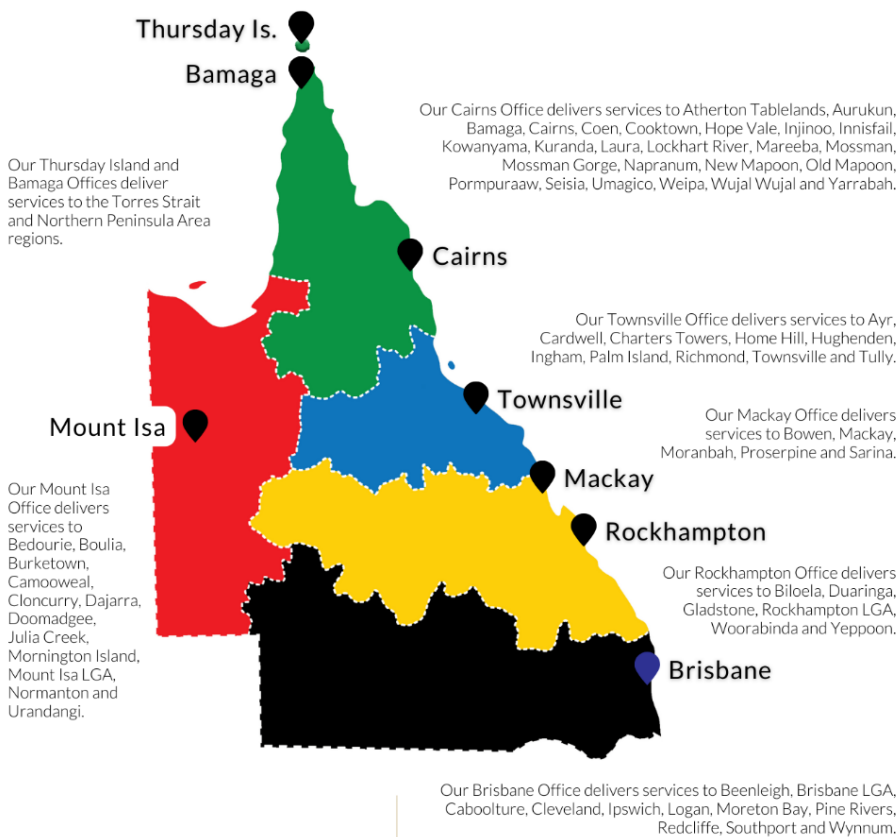 Thursday Is.
Bamaga
Our Cairns Office delivers services to Atherton Tablelands, Aurukun,
Bamaga, Cairns, Coen, Cooktown, Hope Vale, Injinoo, Innisfail,
Kowanyama, Kuranda, Laura, Lockhart River, Mareeba, Mossman,
Mossman Gorge, Napranum, New Mapoon, Old Mapoon,
Pormpuraaw, Seisia, Umagico, Weipa, Wujal Wujal and Yarrabah.
Our Thursday Island and
Bamaga Offices deliver
services to the Torres Strait
and Northern Peninsula Area
regions.
Cairns
Our Townsville Office delivers services to Ayr,
Cardwell, Charters Towers, Home Hill, Hughenden,
Ingham, Palm Island, Richmond, Townsville and Tully.
Townsville
Our Mackay Office delivers
services to Bowen, Mackay,
Moranbah, Proserpine and Sarina.
Mount Isa
Mackay
Our Mount Isa
Office delivers
services to
Bedourie, Boulia,
Burketown,
Camooweal,
Cloncurry, Dajarra,
Doomadgee,
Julia Creek,
Mornington Island,
Mount Isa LGA,
Normanton and
Urandangi.
Rockhampton
Our Rockhampton Office delivers
services to Biloela, Duaringa,
Gladstone, Rockhampton LGA,
Woorabinda and Yeppoon.
Brisbane
Our Brisbane Office delivers services to Beenleigh, Brisbane LGA,
Caboolture, Cleveland, Ipswich, Logan, Moreton Bay, Pine Rivers,
Redcliffe, Southport and Wynnum.